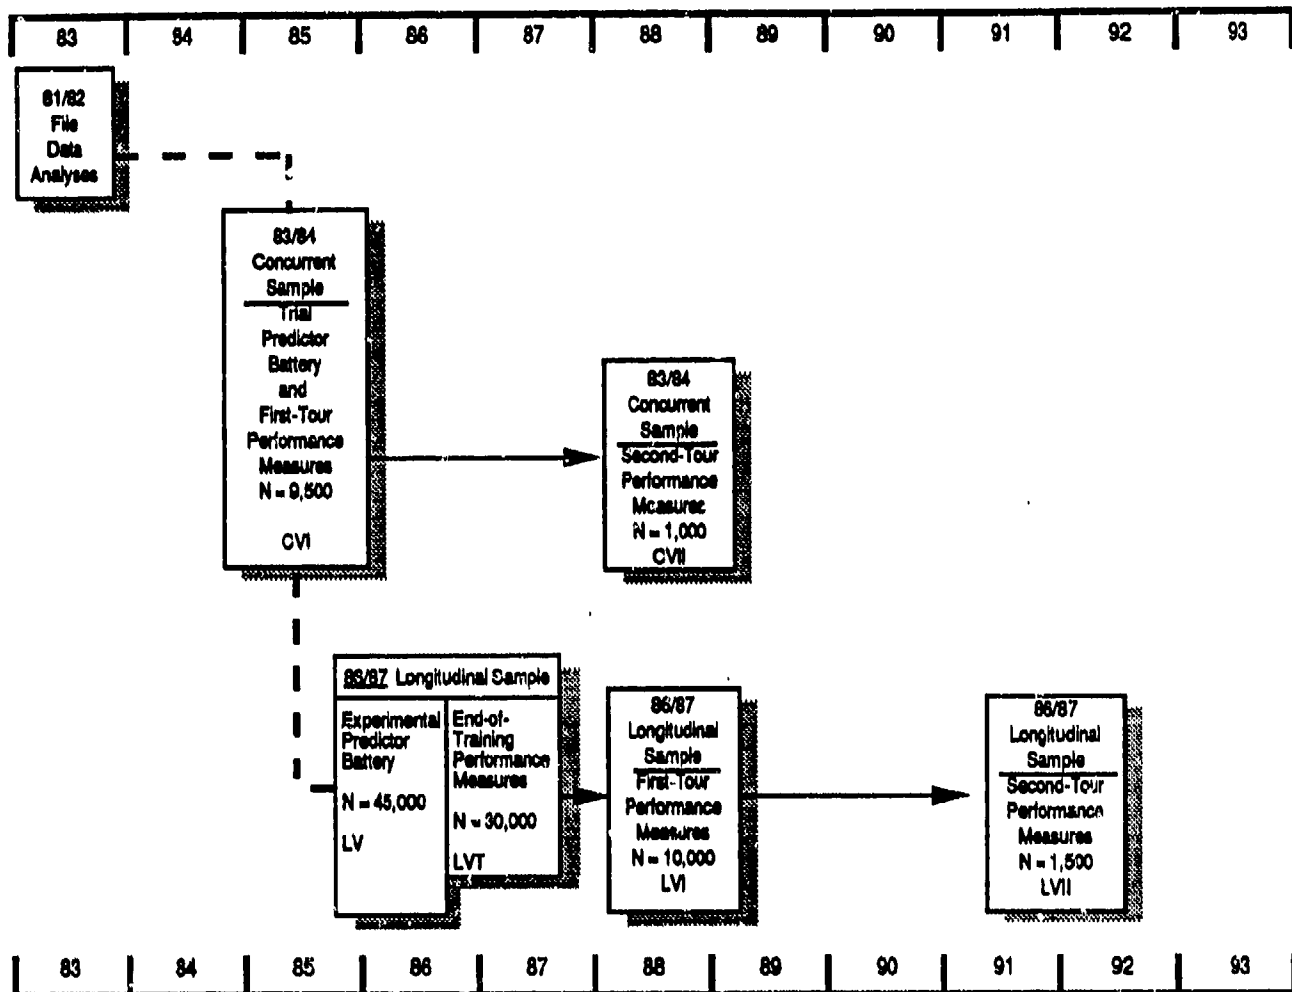 83 84 85 86 87 88 89 90 91 92 93
81/82
File
Data
Analyses
83/84
Concurrent
Sample
Trial
Predictor
Battery
and
First-Tour
Performance
Measures
N = 9,500
CVI
83/84
Concurrent
Sample
Second-Tour
Performance
Measures
N = 1,000
CVII
86/87 Longitudinal Sample
Experimental
Predictor
Battery
N = 45,000
LV
End-of-
Training
Performance
Measures
N = 30,000
LVT
86/87
Longitudinal
Sample
First-Tour
Performance
Measures
N = 10,000
LVI
86/87
Longitudinal
Sample
Second-Tour
Performance
Measures
N = 1,500
LVII
83 84 85 86 87 88 89 90 91 92 93